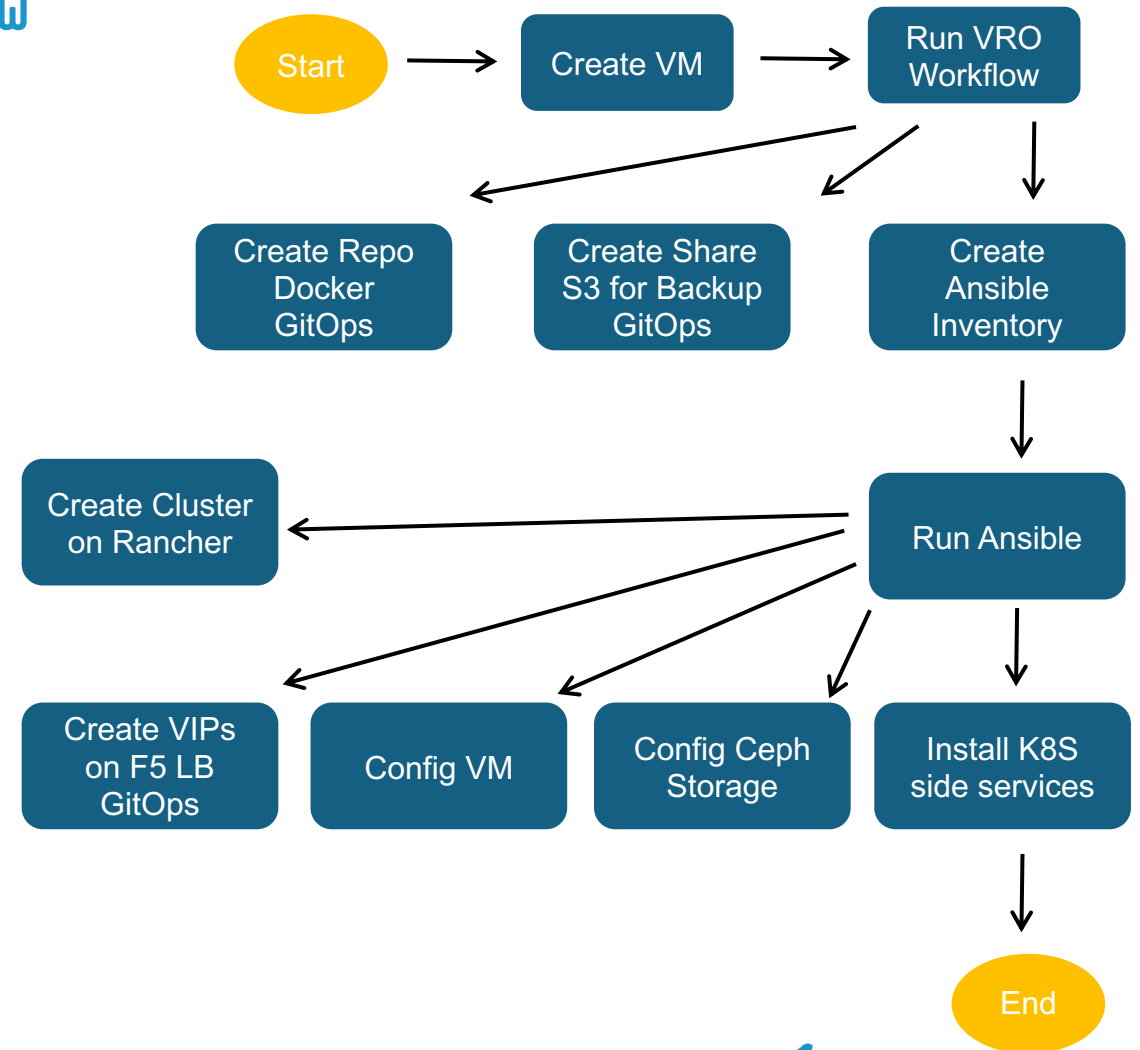 Start
Create VM
Run VRO
Workflow
Create Repo
Docker
GitOps
Create Share
S3 for Backup
GitOps
Create
Ansible
Inventory
Create Cluster
on Rancher
Run Ansible
Create VIPs
on F5 LB
GitOps
Config VM
Config Ceph
Storage
Install K8S
side services
End